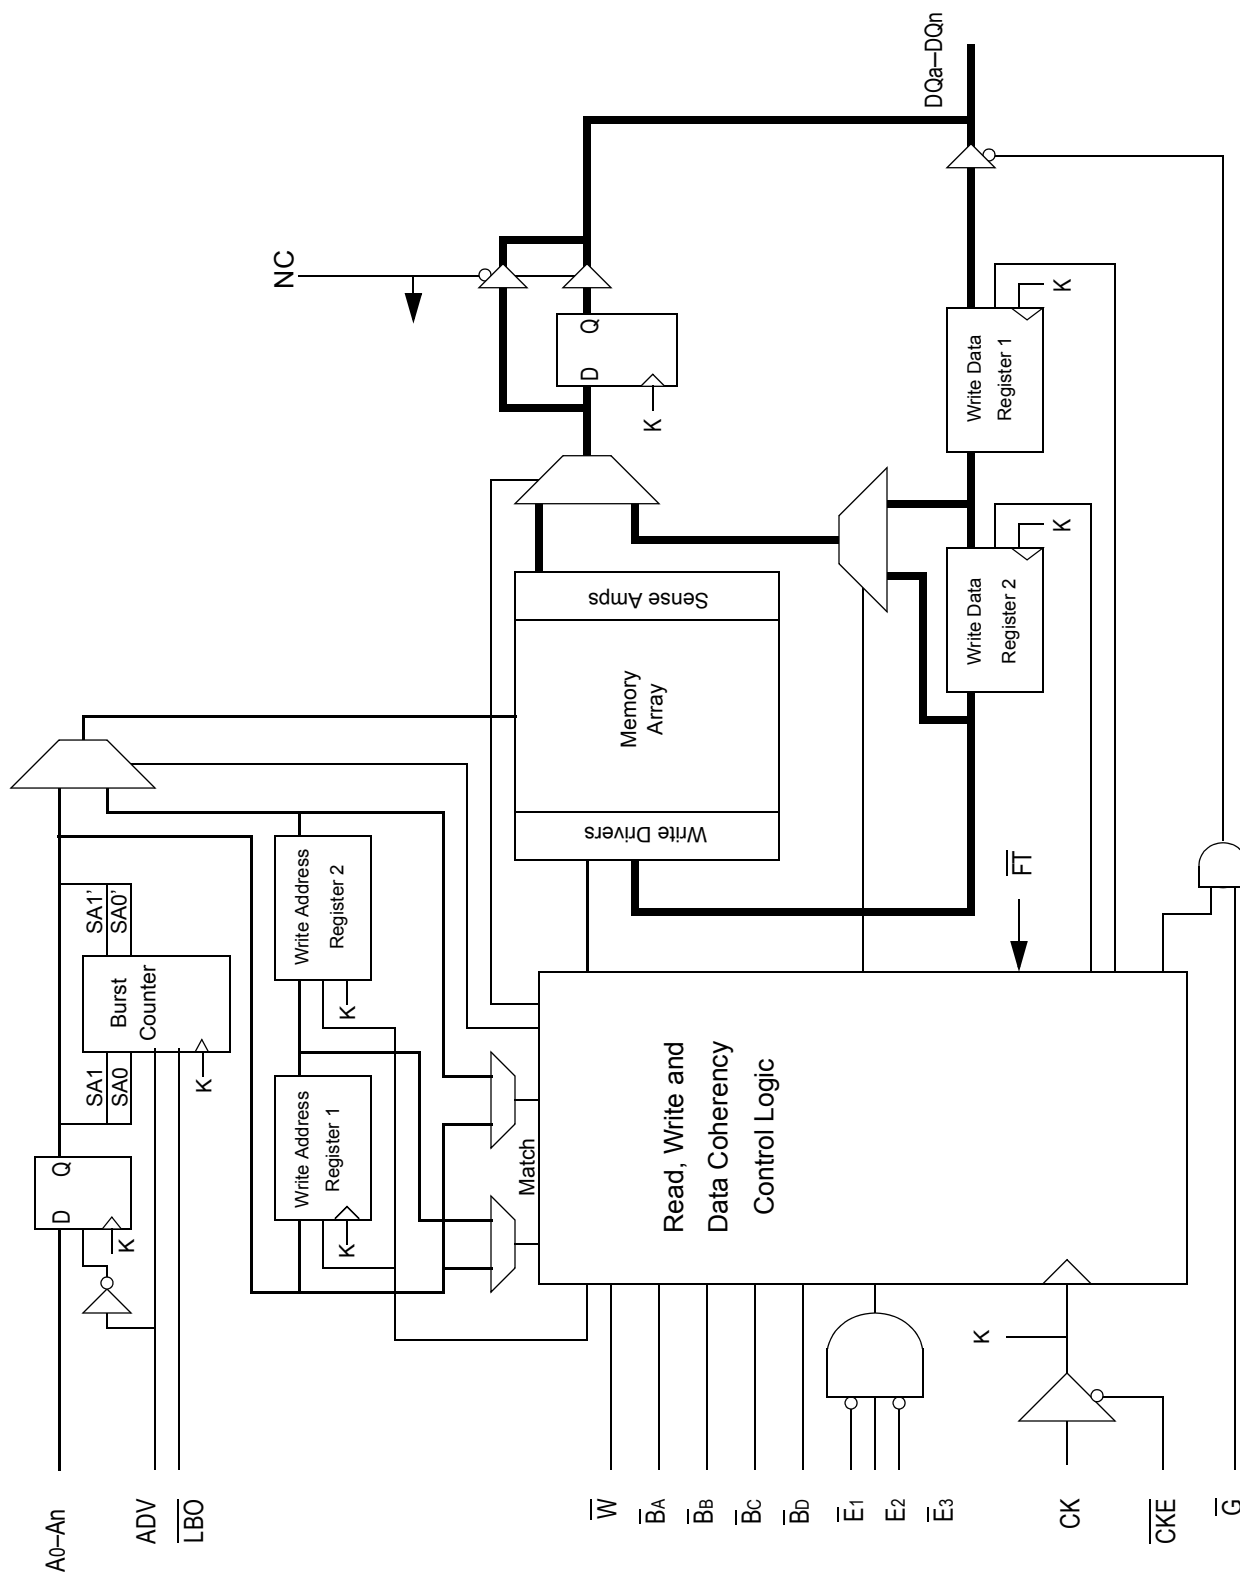 A0–An
ADV
LBO
W
BA
BB
BC
BD
E1
E2
E3
CK
CKE
G
D Q
K
SA1
SA0
Burst
Counter
SA1'
SA0'
K
Write Address
Register 1
K
Write Address
Register 2
K
Match
Read, Write and
Data Coherency
Control Logic
K
FT
Write Drivers
Memory
Array
Sense Amps
D Q
K
NC
Write Data
Register 2
K
Write Data
Register 1
K
DQa–DQn